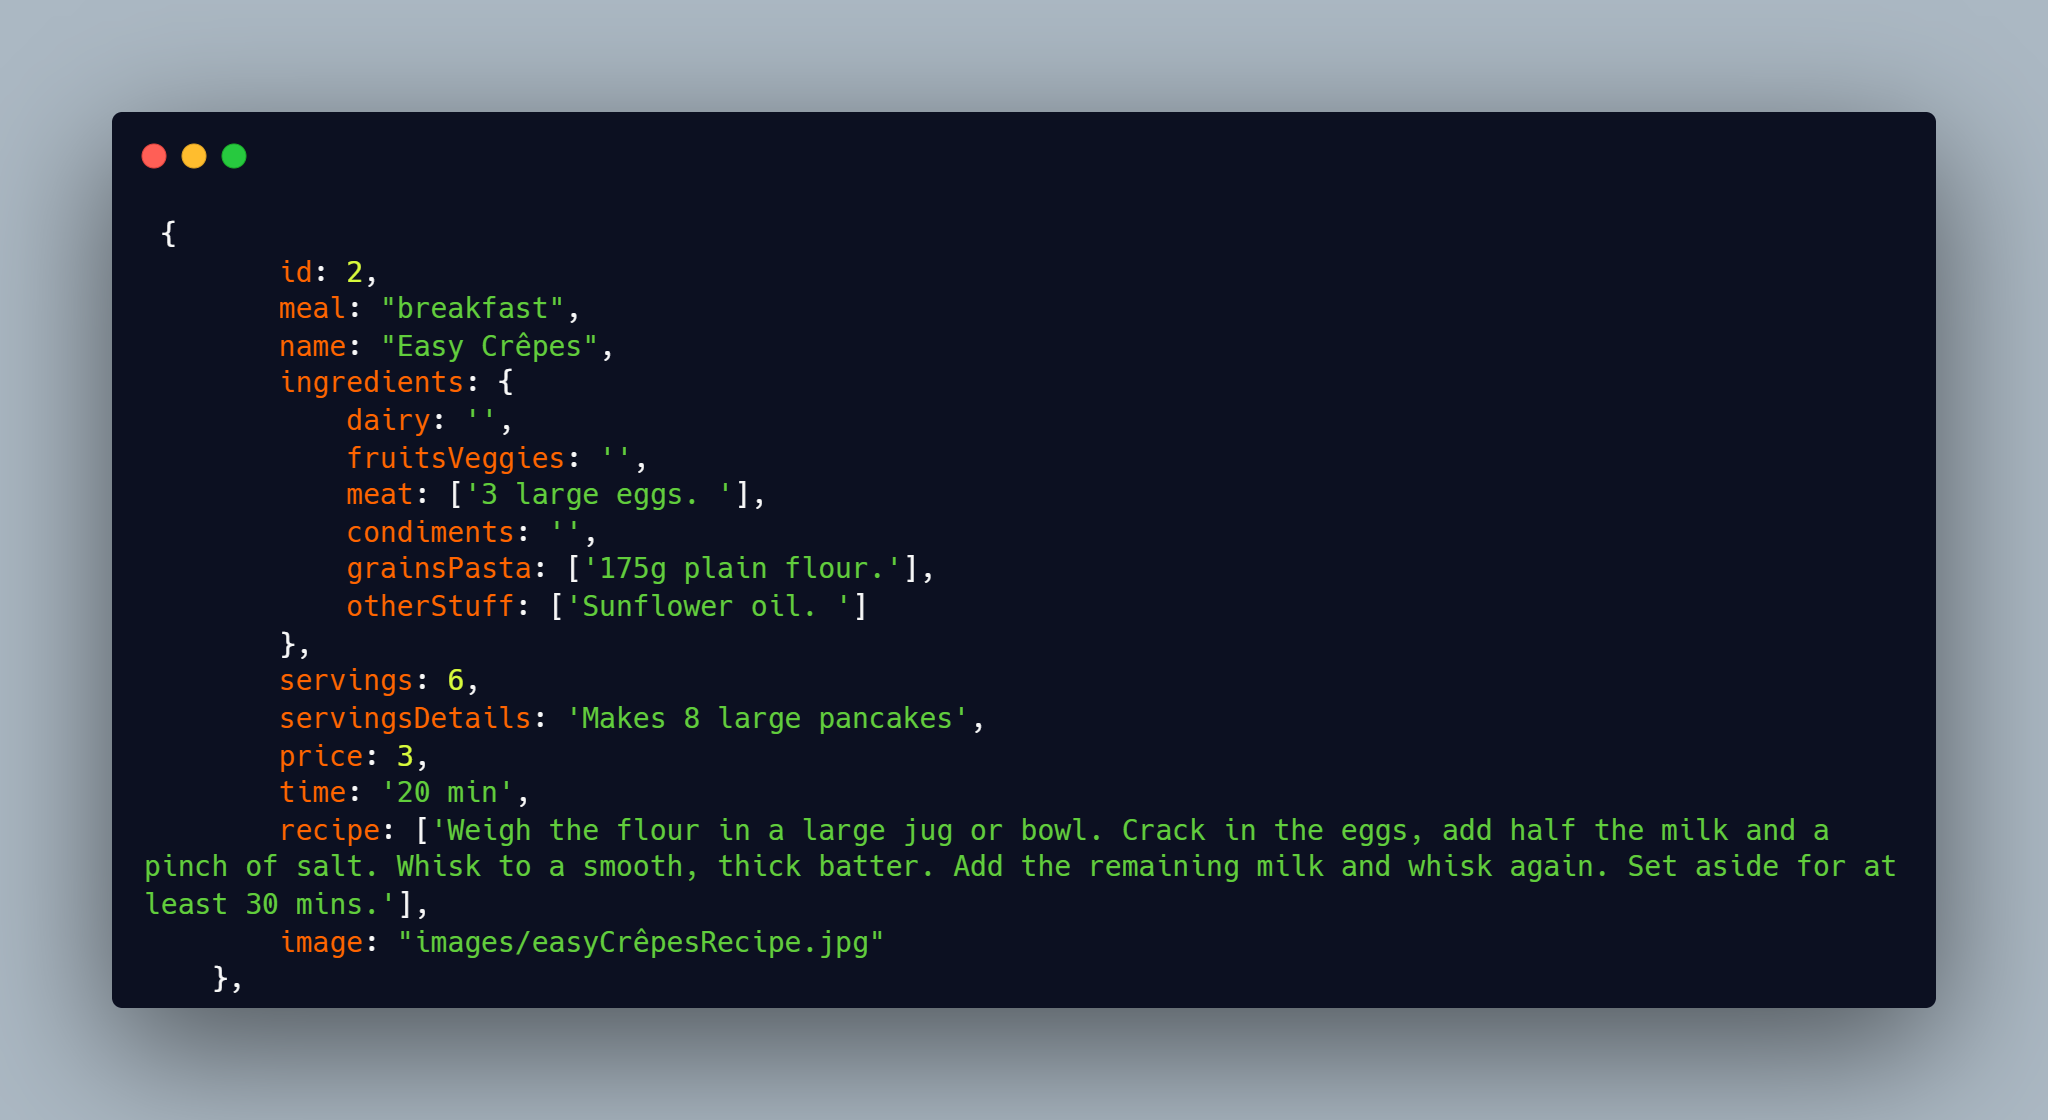 {
id: 2,
meal: "breakfast",
name: "Easy Crêpes",
ingredients: {
dairy: '',
fruitsVeggies: '',
meat: ['3 large eggs. '],
condiments: '',
grainsPasta: ['175g plain flour.'],
otherStuff: ['Sunflower oil. ']
},
servings: 6,
servingsDetails: 'Makes 8 large pancakes',
price: 3,
time: '20 min',
recipe: ['Weigh the flour in a large jug or bowl. Crack in the eggs, add half the milk and a
pinch of salt. Whisk to a smooth, thick batter. Add the remaining milk and whisk again. Set aside for at
least 30 mins.'],
image: "images/easyCrêpesRecipe.jpg"
},